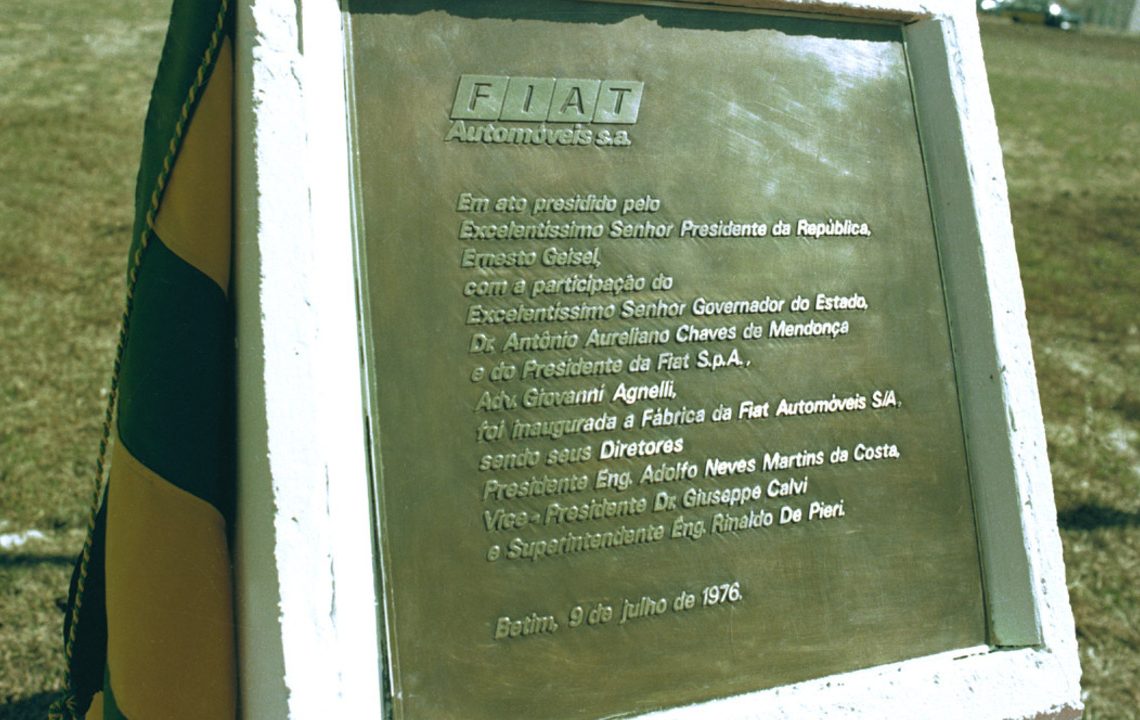 FIAT
Automóveis s.a.
Em ato presidido pelo
Excelentíssimo Senhor Presidente da República,
Ernesto Geisel,
com a participação do
Excelentíssimo Senhor Governador do Estado,
Dr. Antônio Aureliano Chaves de Mendonça
e do Presidente da Fiat S.p.A.,
Adv. Giovanni Agnelli,
foi inaugurada a Fábrica da Fiat Automóveis S/A,
sendo seus Diretores
Presidente Eng. Adolfo Neves Martins da Costa,
Vice-Presidente Dr. Giuseppe Calvi
e Superintendente Eng. Rinaldo De Pieri.
Betim, 9 de julho de 1976.